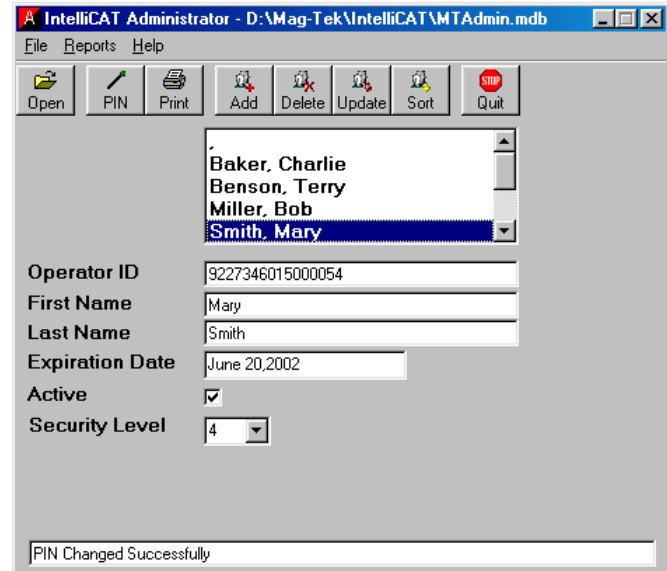 IntelliCAT Administrator - D:\Mag-Tek\IntelliCAT\MTAdmin.mdb
File Reports Help
Open PIN Print Add Delete Update Sort STOP Quit
,
Baker, Charlie
Benson, Terry
Miller, Bob
Smith, Mary
Operator ID 9227346015000054
First Name Mary
Last Name Smith
Expiration Date June 20,2002
Active
Security Level 4
PIN Changed Successfully